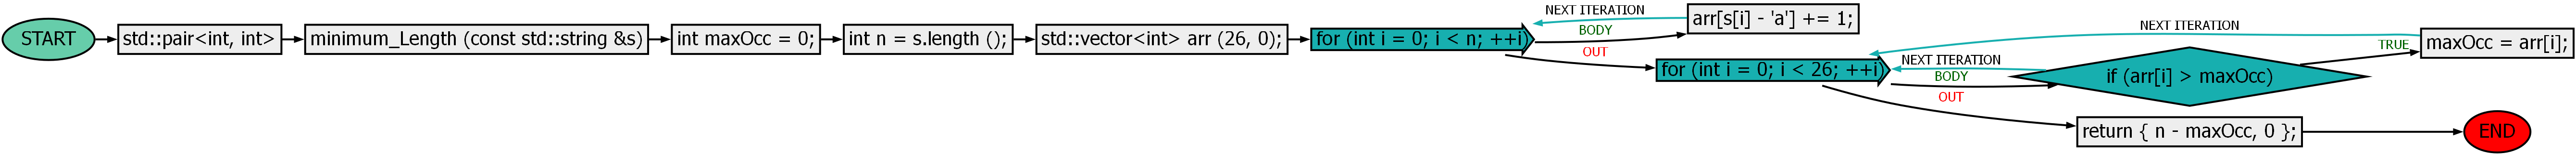 START
std::pair<int, int>
minimum_Length (const std::string &s)
int maxOcc = 0;
int n = s.length ();
std::vector<int> arr (26, 0);
for (int i = 0; i < n; ++i)
NEXT ITERATION
BODY
OUT
arr[s[i] - 'a'] += 1;
for (int i = 0; i < 26; ++i)
NEXT ITERATION
NEXT ITERATION
BODY
OUT
if (arr[i] > maxOcc)
TRUE
maxOcc = arr[i];
return { n - maxOcc, 0 };
END